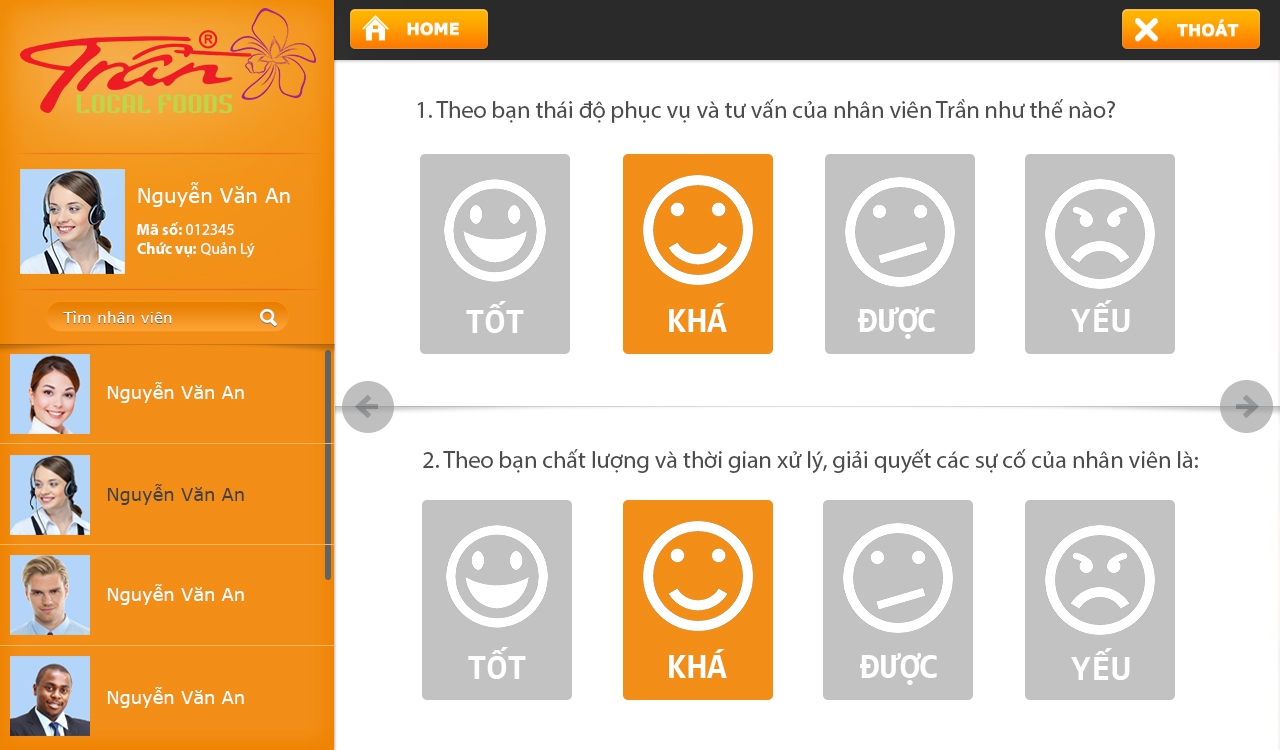 Trần®
LOCAL FOODS
Nguyễn Văn An
Mã số: 012345
Chức vụ: Quản Lý
Tìm nhân viên
Nguyễn Văn An
Nguyễn Văn An
Nguyễn Văn An
Nguyễn Văn An
HOME
THOÁT
1. Theo bạn thái độ phục vụ và tư vấn của nhân viên Trần như thế nào?
TỐT
KHÁ
ĐƯỢC
YẾU
2. Theo bạn chất lượng và thời gian xử lý, giải quyết các sự cố của nhân viên là:
TỐT
KHÁ
ĐƯỢC
YẾU